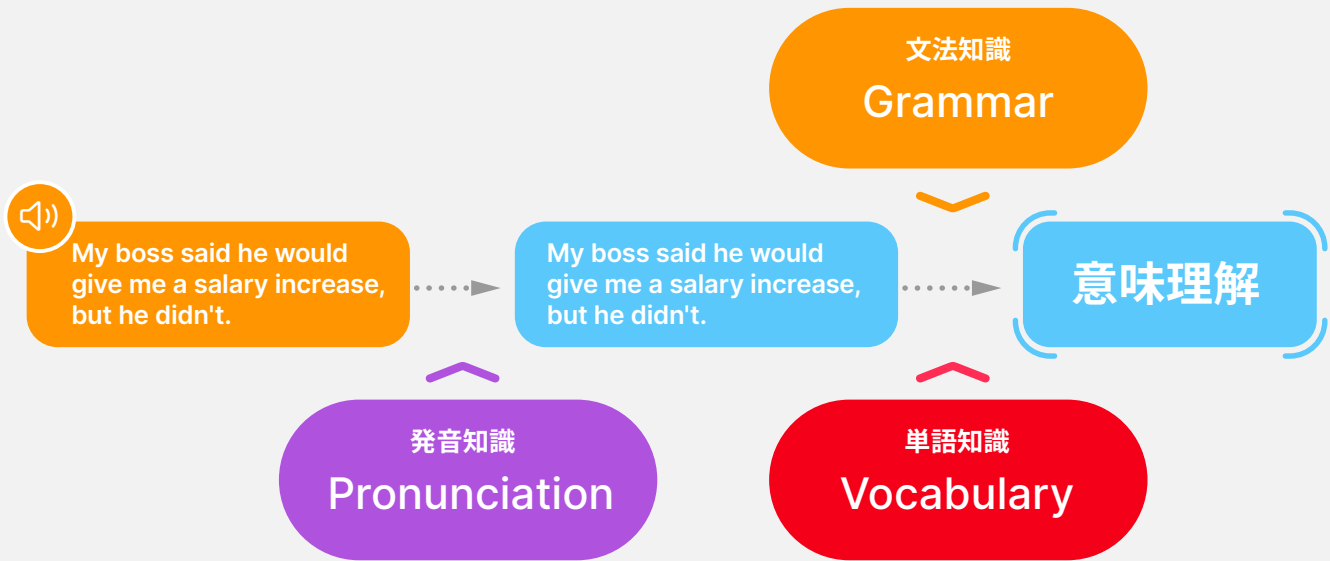 文法知識
Grammar
My boss said he would
give me a salary increase,
but he didn't.
My boss said he would
give me a salary increase,
but he didn't.
意味理解
発音知識
Pronunciation
単語知識
Vocabulary